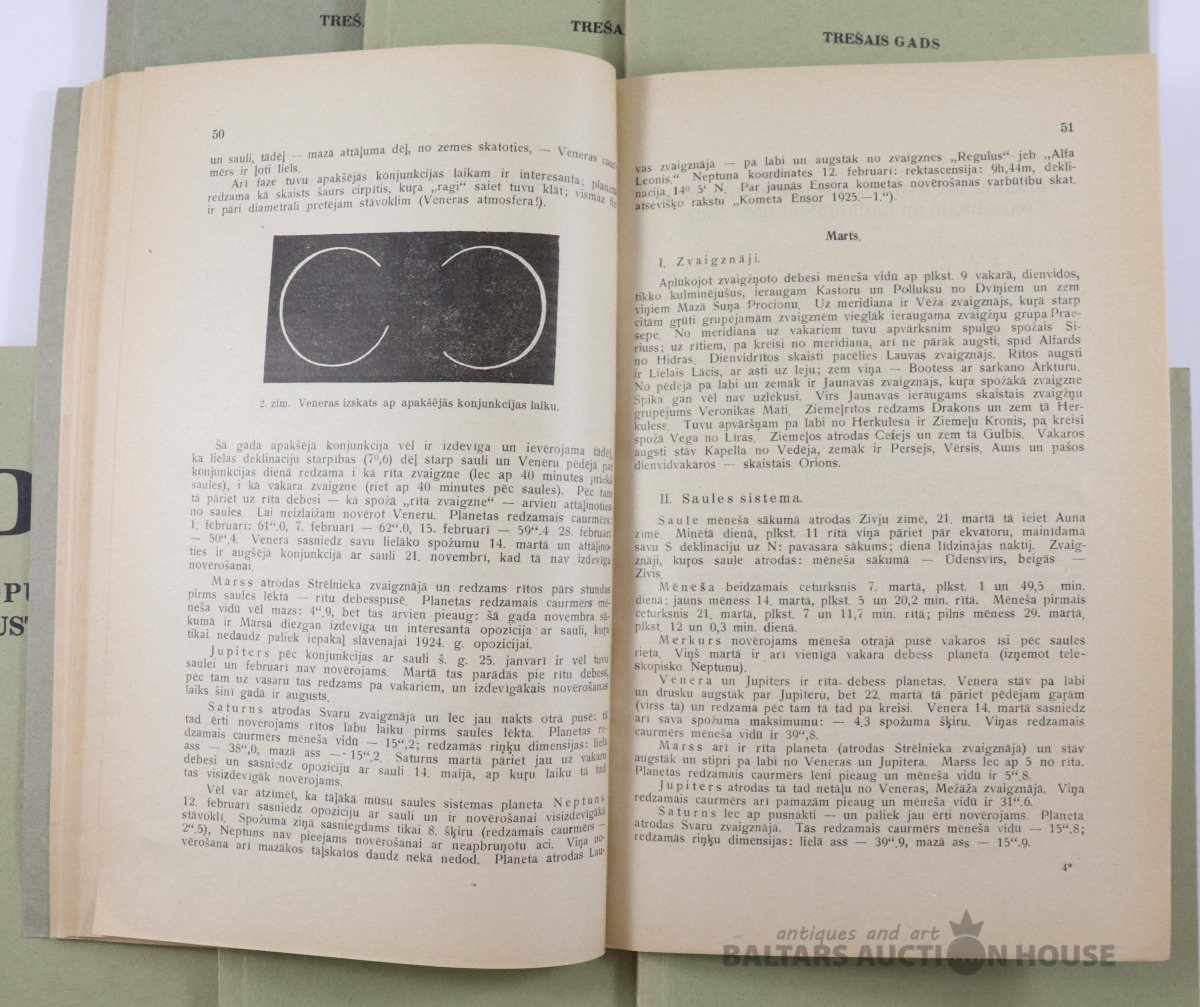 TREŠ
TREŠA
TREŠAIS GADS
50
un sauli, tādēļ — mazā attāļuma dēļ, no zemes skatoties, — Veneras caur-
mērs ir ļoti liels.
Arī faze tuvu apakšējās konjunkcijas laikam ir interesanta; planeta
redzama kā skaists šaurs cirpītis, kuŗa „ragi“ saiet tuvu klāt; vismaz
ir pāri diametrali pretējam stāvoklim (Veneras atmosfera!).
2. zīm. Veneras izskats ap apakšējās konjunkcijas laiku.
Šā gada apakšējā konjunkcija vēl ir izdevīga un ievērojama tādēļ,
ka lielas deklināciju starpības (7⁰,6) dēļ starp sauli un Veneru pēdējā pat
konjunkcijas dienā redzama i kā rīta zvaigzne (lec ap 40 minutes priekš
saules), i kā vakara zvaigzne (riet ap 40 minutes pēc saules). Pēc tam
tā pāriet uz rīta debesi — kā spožā „rīta zvaigzne“ — arvien attāļinoties
no saules. Lai neizlaižam novērot Veneru. Planetas redzamais caurmērs:
1. februarī: 61“.0, 7. februarī — 62“.0, 15. februarī — 59“.4 28. februarī
— 50“.4. Venera sasniedz savu lielāko spožumu 14. martā un attāļino-
ties ir augšējā konjunkcijā ar sauli 21. novembrī, kad tā nav izdevīga
novērošanai.
Marss atrodas Strēlnieka zvaigznājā un redzams rītos pārs stundas
pirms saules lēkta — rītu debesspusē. Planetas redzamais caurmērs mē-
neša vidū vēl mazs: 4“.9, bet tas arvien pieaug: šā gada novembra sā-
kumā ir Marsa diezgan izdevīga un interesanta opozicija ar sauli, kuŗa
tikai nedaudz paliek iepakaļ slavenajai 1924. g. opozicijai.
Jupiters pēc konjunkcijas ar sauli š. g. 25. janvarī ir vēl tuvu
saulei un februarī nav novērojams. Martā tas parādās pie rītu debess,
pēc tam uz vasaru tas redzams pa vakariem, un izdevīgākais novērošanas
laiks šinī gadā ir augusts.
Saturns atrodas Svaru zvaigznājā un lec jau nakts otrā pusē: tā
tad ērti novērojams rītos labu laiku pirms saules lēkta. Planetas re-
dzamais caurmērs mēneša vidū — 15“,2; redzamās riņķu dimensijas: lielā
ass — 38“,0, mazā ass — 15“,2. Saturns martā pāriet jau uz vakaru
debesi un sasniedz opoziciju ar sauli 14. maijā, ap kuŗu laiku tā tad
tas visizdevīgāk novērojams.
Vēl var atzīmēt, ka tāļākā mūsu saules sistemas planeta Neptuns
12. februarī sasniedz opoziciju ar sauli un ir novērošanai visizdevīgākā
stāvoklī. Spožuma ziņā sasniegdams tikai 8. šķiru (redzamais caurmērs —
2“.5), Neptuns nav pieejams novērošanai ar neapbruņotu aci. Viņa no-
vērošana arī mazākos tāļskatos daudz nekā nedod. Planeta atrodas Lau-
51
vas zvaigznājā — pa labi un augstāk no zvaigznes „Regulus“ jeb „Alfa
Leonis.“ Neptuna koordinates 12. februarī: rektascensija: 9h,44m, dekli-
nacija 14⁰ 5' N. Par jaunās Ensora kometas novērošanas varbūtību skat.
atsevišķo rakstu „Kometa Ensor 1925.—1.“).
Marts.
I. Zvaigznāji.
Aplūkojot zvaigžņoto debesi mēneša vidū ap plkst. 9 vakarā, dienvidos,
tikko kulminējušus, ieraugam Kastoru un Polluksu no Dvīņiem un zem
viņiem Mazā Suņa Procionu. Uz meridiana ir Vēža zvaigznājs, kuŗā starp
citām grūti grupējamām zvaigznēm vieglāk ieraugama zvaigžņu grupa Prae-
sepe. No meridiana uz vakariem tuvu apvārksnim spulgo spožais Si-
riuss; uz rītiem, pa kreisi no meridiana, arī ne pārāk augsti, spīd Alfards
no Hidras. Dienvidrītos skaisti pacēlies Lauvas zvaigznājs. Rītos augsti
ir Lielais Lācis, ar asti uz leju; zem viņa — Bootess ar sarkano Arkturu.
No pēdējā pa labi un zemāk ir Jaunavas zvaigznājs, kuŗa spožākā zvaigzne
Spika gan vēl nav uzlēkusi. Virs Jaunavas ieraugams skaistais zvaigžņu
grupējums Veronikas Mati. Ziemeļrītos redzams Drakons un zem tā Her-
kuless. Tuvu apvāršņam pa labi no Herkulesa ir Ziemeļu Kronis, pa kreisi
spožā Vega no Līras. Ziemeļos atrodas Cefejs un zem tā Gulbis. Vakaros
augsti stāv Kapella no Vedēja, zemāk ir Persejs, Vērsis, Auns un pašos
dienvidvakaros — skaistais Orions.
II. Saules sistema.
Saule mēneša sākumā atrodas Zivju zīmē, 21. martā tā ieiet Auna
zīmē. Minētā dienā, plkst. 11 rītā viņa pāriet pār ekvatoru, mainīdama
savu S deklināciju uz N: pavasara sākums; diena līdzinājas naktij. Zvaig-
znāji, kuŗos saule atrodas: mēneša sākumā — Ūdensvīrs, beigās —
Zivis.
Mēneša beidzamais ceturksnis 7. martā, plkst. 1 un 49,5 min.
dienā; jauns mēness 14. martā, plkst. 5 un 20,2 min. rītā. Mēneša pirmais
ceturksnis 21. martā, plkst. 7 un 11,7 min. rītā; pilns mēness 29. martā,
plkst. 12 un 0,3 min. dienā.
Merkurs novērojams mēneša otrajā pusē vakaros īsi pēc saules
rieta. Viņš martā ir arī vienīgā vakara debess planeta (izņemot tele-
skopisko Neptunu).
Venera un Jupiters ir rīta debess planetas. Venera stāv pa labi
un drusku augstāk par Jupiteru, bet 22. martā tā pāriet pēdējam gaŗām
(virss tā) un redzama pēc tam tā tad pa kreisi. Venera 14. martā sasniedz
arī sava spožuma maksimumu: — 4,3 spožuma šķiru. Viņas redzamais
caurmērs mēneša vidū ir 39“,8.
Marss arī ir rīta planeta (atrodas Strēlnieka zvaigznājā) un stāv
augstāk un stipri pa labi no Veneras un Jupitera. Marss lec ap 5 no rīta.
Planetas redzamais caurmērs lēni pieaug un mēneša vidū ir 5“.8.
Jupiters atrodas tā tad netāļu no Veneras, Mežāža zvaigznājā. Viņa
redzamais caurmērs arī pamazām pieaug un mēneša vidū ir 31“.6.
Saturns lec ap pusnakti — un paliek jau ērti novērojams. Planeta
atrodas Svaru zvaigznājā. Tās redzamais caurmērs mēneša vidū — 15“.8;
redzamās riņķu dimensijas: lielā ass — 39“.9, mazā ass — 15“.9.
4*
antiques and art
BALTARS AUCTION HOUSE